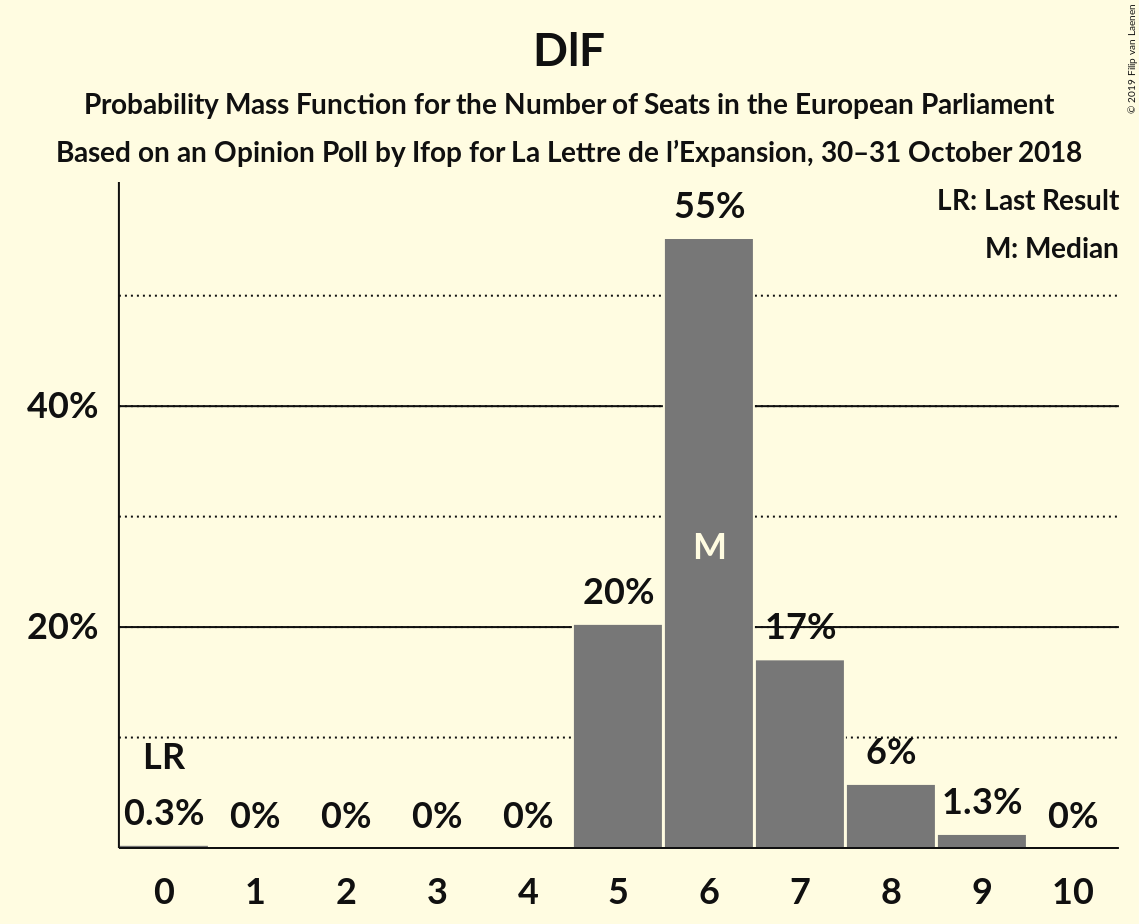 DlF
Probability Mass Function for the Number of Seats in the European Parliament
Based on an Opinion Poll by Ifop for La Lettre de l’Expansion, 30–31 October 2018
© 2019 Filip van Laenen
LR: Last Result
M: Median
55%
40%
M
20%
20%
17%
LR
6%
0.3% 0% 0% 0% 0% 1.3% 0%
0 1 2 3 4 5 6 7 8 9 10